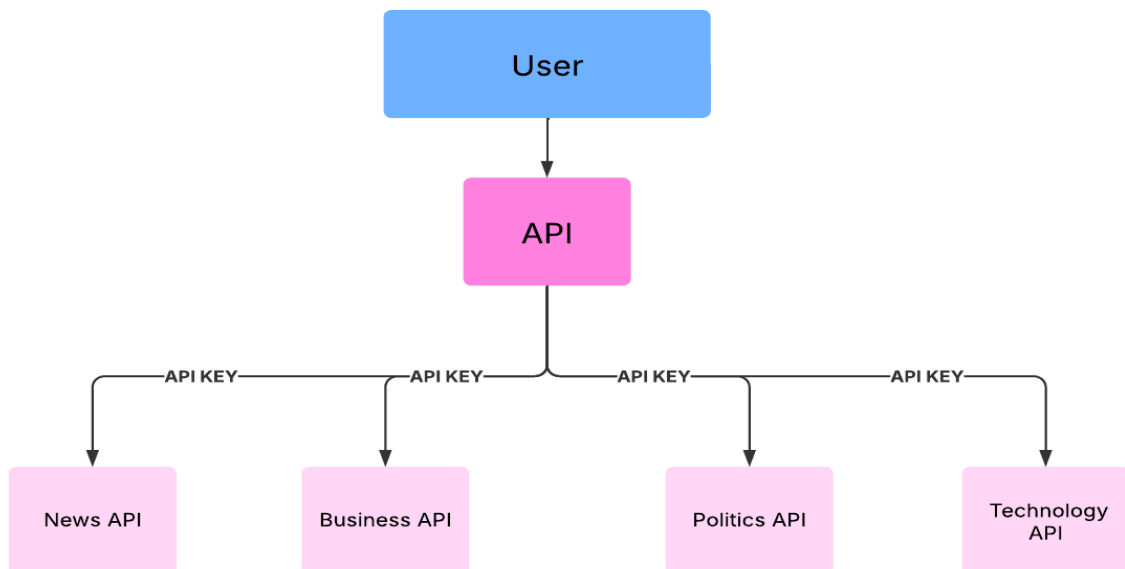 User
API
API KEY
API KEY
API KEY
API KEY
News API
Business API
Politics API
Technology
API